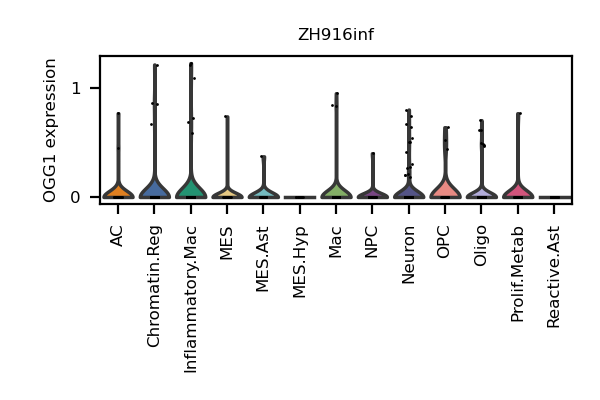 ZH916inf
OGG1 expression
1
0
AC
Chromatin.Reg
Inflammatory.Mac
MES
MES.Ast
MES.Hyp
Mac
NPC
Neuron
OPC
Oligo
Prolif.Metab
Reactive.Ast